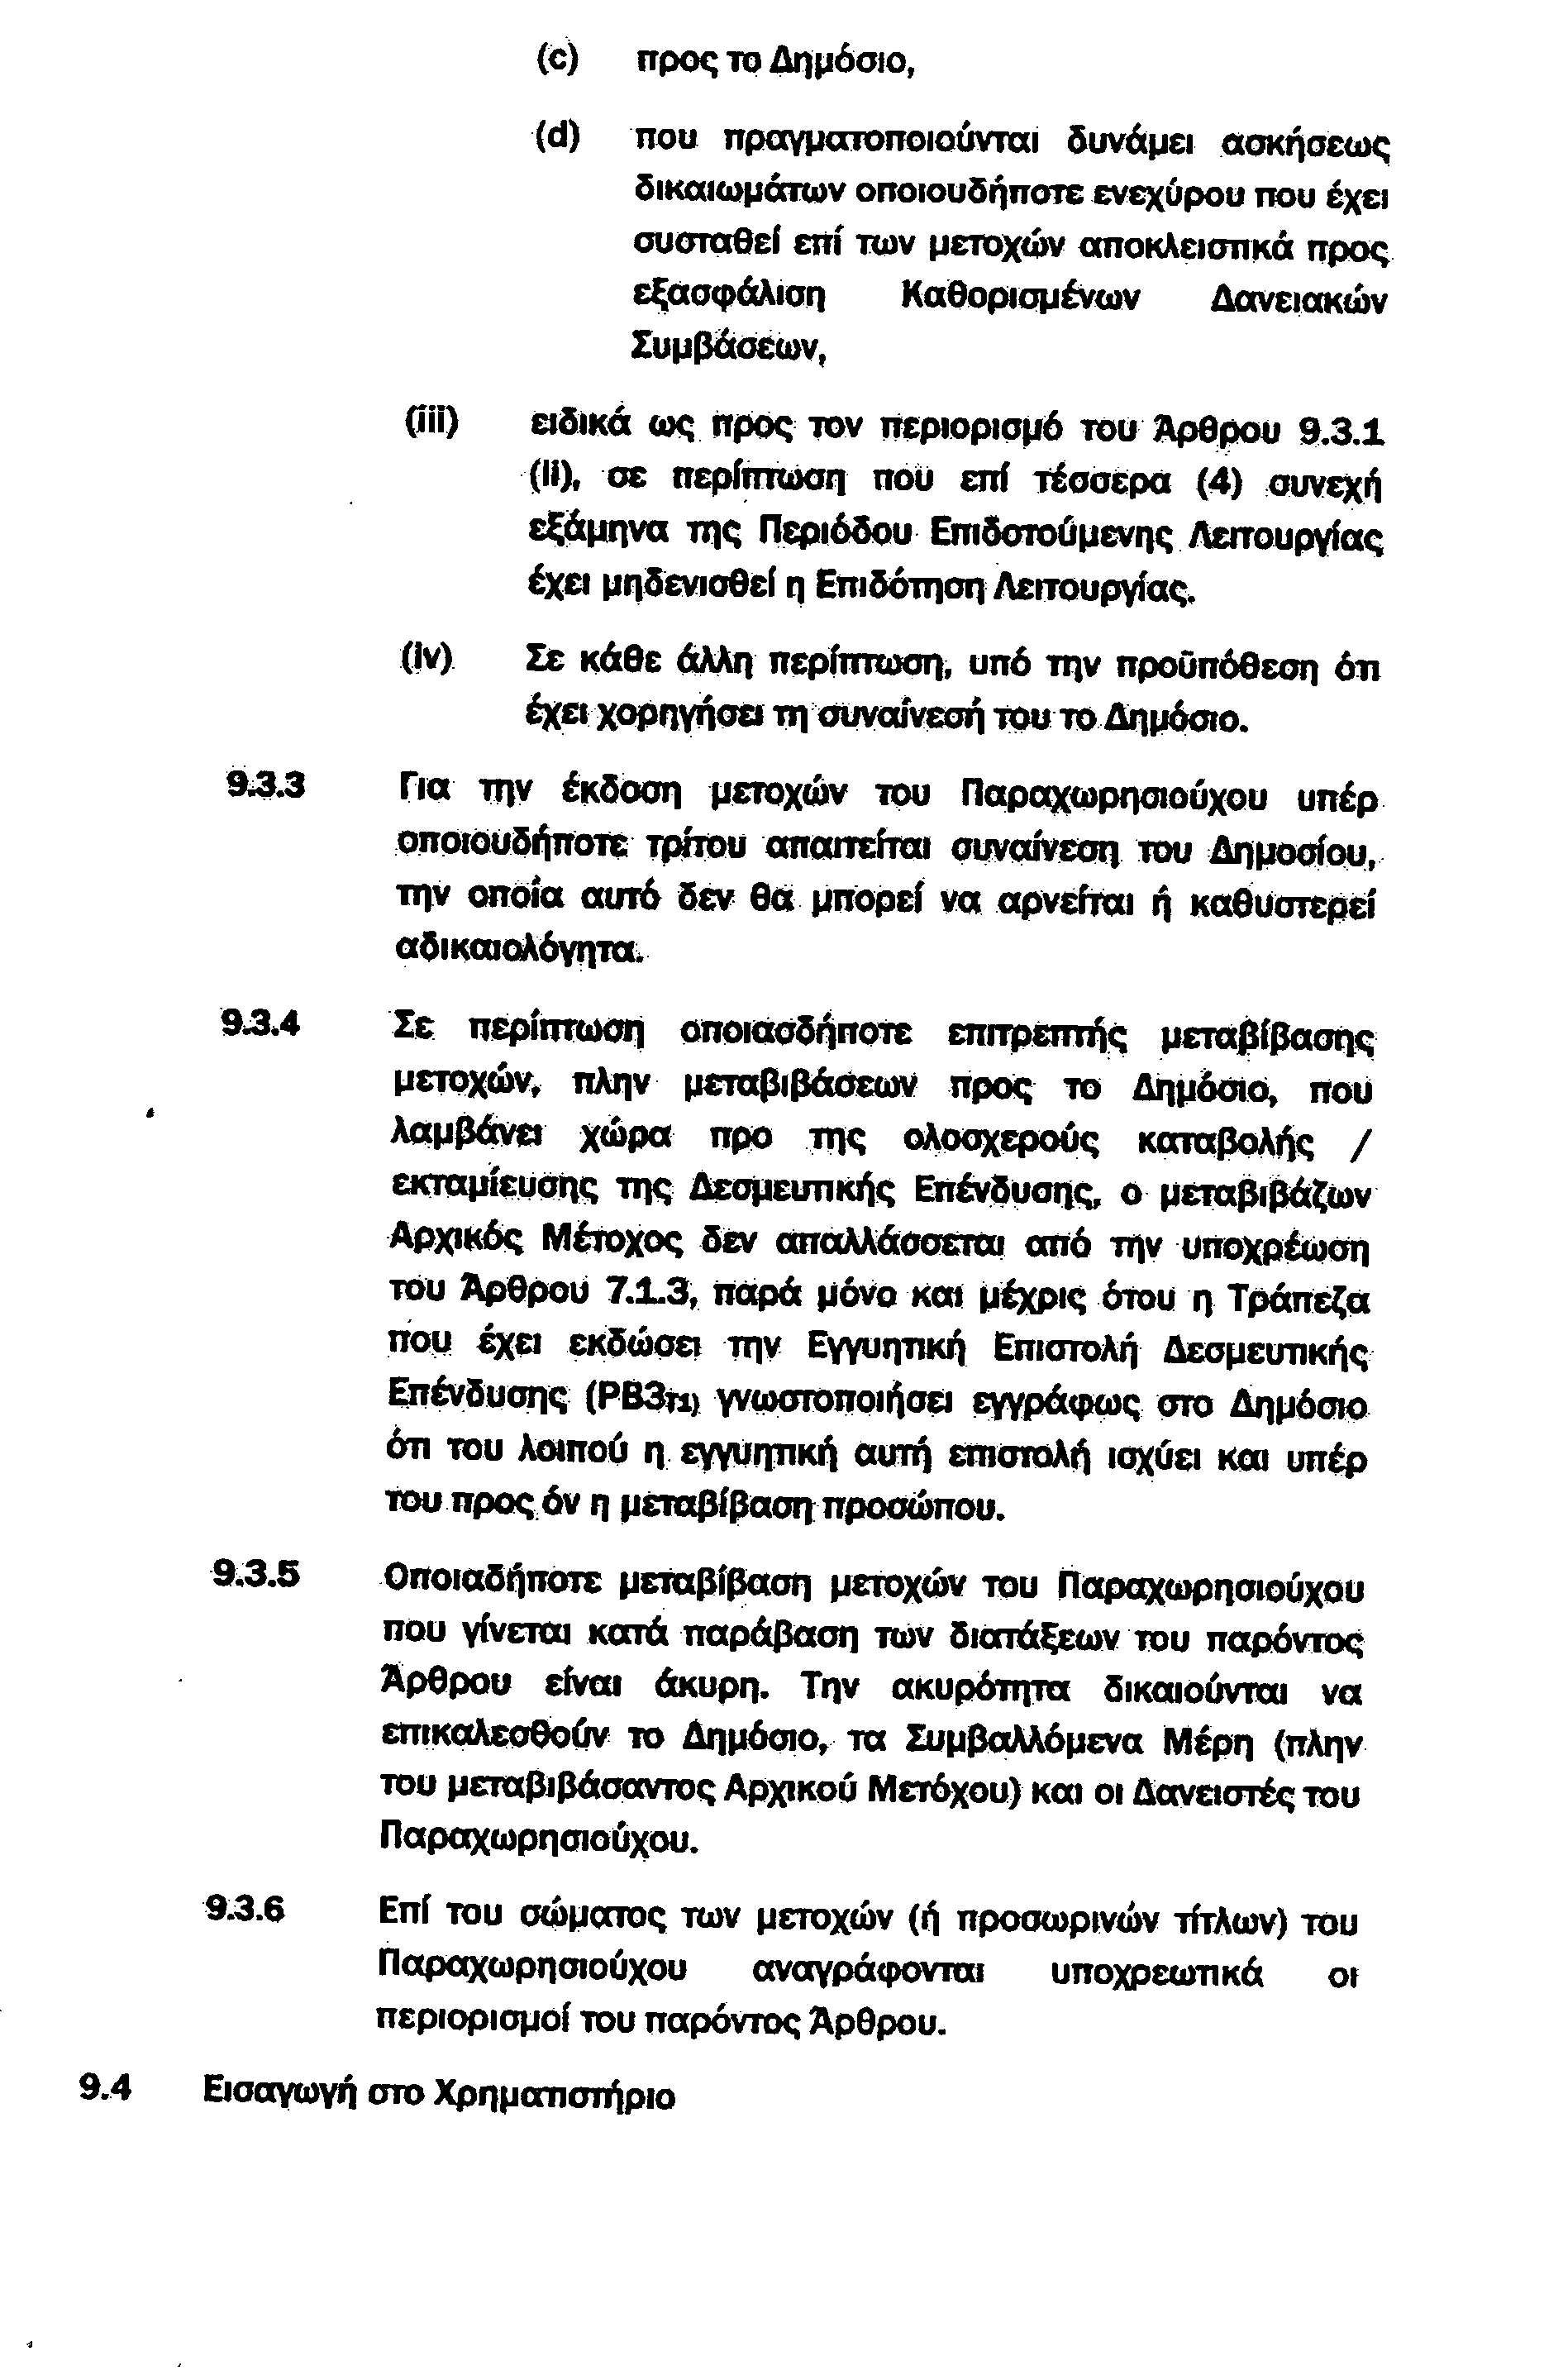 (c) προς το Δημόσιο,
(d) που πραγματοποιούνται δυνάμει ασκήσεως
δικαιωμάτων οποιουδήποτε ενεχύρου που έχει
συσταθεί επί των μετοχών αποκλειστικά προς
εξασφάλιση Καθορισμένων Δανειακών
Συμβάσεων,
(iii) ειδικά ως προς τον περιορισμό του Άρθρου 9.3.1
(ii), σε περίπτωση που επί τέσσερα (4) συνεχή
εξάμηνα της Περιόδου Επιδοτούμενης Λειτουργίας
έχει μηδενισθεί η Επιδότηση Λειτουργίας.
(iv) Σε κάθε άλλη περίπτωση, υπό την προϋπόθεση ότι
έχει χορηγήσει τη συναίνεσή του το Δημόσιο.
9.3.3 Για την έκδοση μετοχών του Παραχωρησιούχου υπέρ
οποιουδήποτε τρίτου απαιτείται συναίνεση του Δημοσίου,
την οποία αυτό δεν θα μπορεί να αρνείται ή καθυστερεί
αδικαιολόγητα.
9.3.4 Σε περίπτωση οποιασδήποτε επιτρεπτής μεταβίβασης
μετοχών, πλην μεταβιβάσεων προς το Δημόσιο, που
λαμβάνει χώρα προ της ολοσχερούς καταβολής /
εκταμίευσης της Δεσμευτικής Επένδυσης, ο μεταβιβάζων
Αρχικός Μέτοχος δεν απαλλάσσεται από την υποχρέωση
του Άρθρου 7.1.3, παρά μόνο και μέχρις ότου η Τράπεζα
που έχει εκδώσει την Εγγυητική Επιστολή Δεσμευτικής
Επένδυσης (PB3τ1) γνωστοποιήσει εγγράφως στο Δημόσιο
ότι του λοιπού η εγγυητική αυτή επιστολή ισχύει και υπέρ
του προς όν η μεταβίβαση προσώπου.
9.3.5 Οποιαδήποτε μεταβίβαση μετοχών του Παραχωρησιούχου
που γίνεται κατά παράβαση των διατάξεων του παρόντος
Άρθρου είναι άκυρη. Την ακυρότητα δικαιούνται να
επικαλεσθούν το Δημόσιο, τα Συμβαλλόμενα Μέρη (πλην
του μεταβιβάσαντος Αρχικού Μετόχου) και οι Δανειστές του
Παραχωρησιούχου.
9.3.6 Επί του σώματος των μετοχών (ή προσωρινών τίτλων) του
Παραχωρησιούχου αναγράφονται υποχρεωτικά οι
περιορισμοί του παρόντος Άρθρου.
9.4 Εισαγωγή στο Χρηματιστήριο